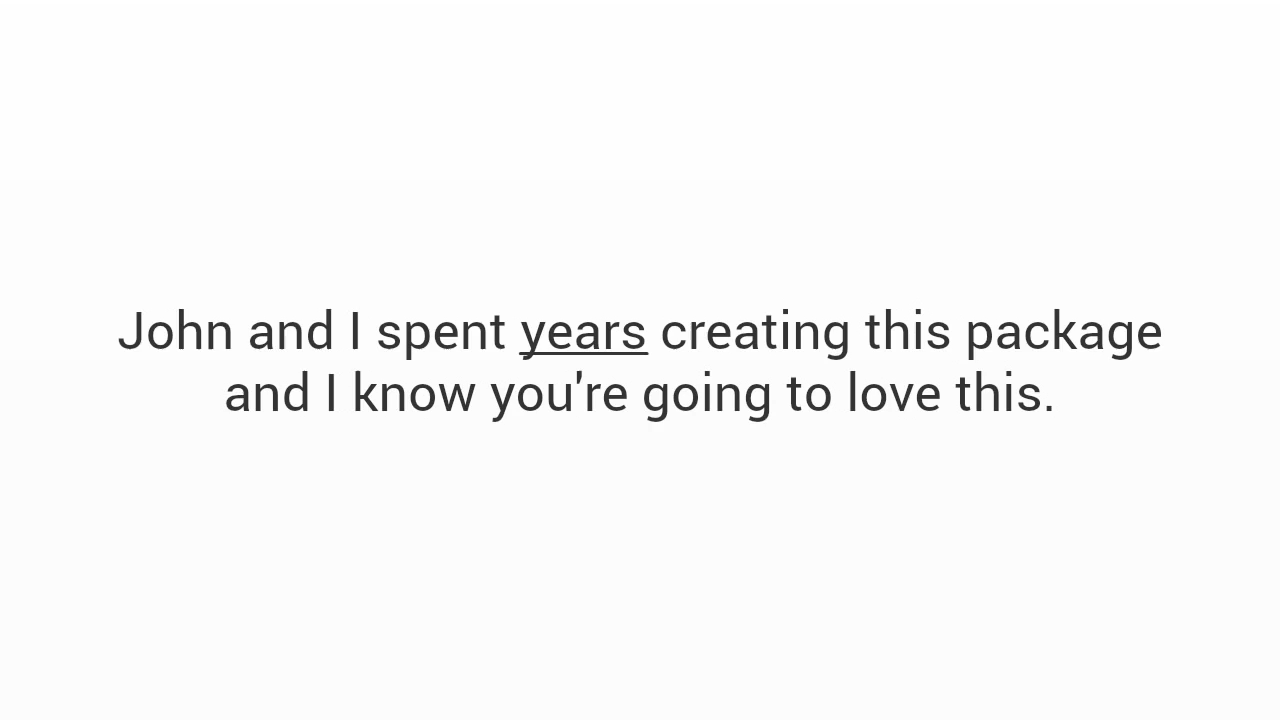 John and I spent years creating this package
and I know you're going to love this.